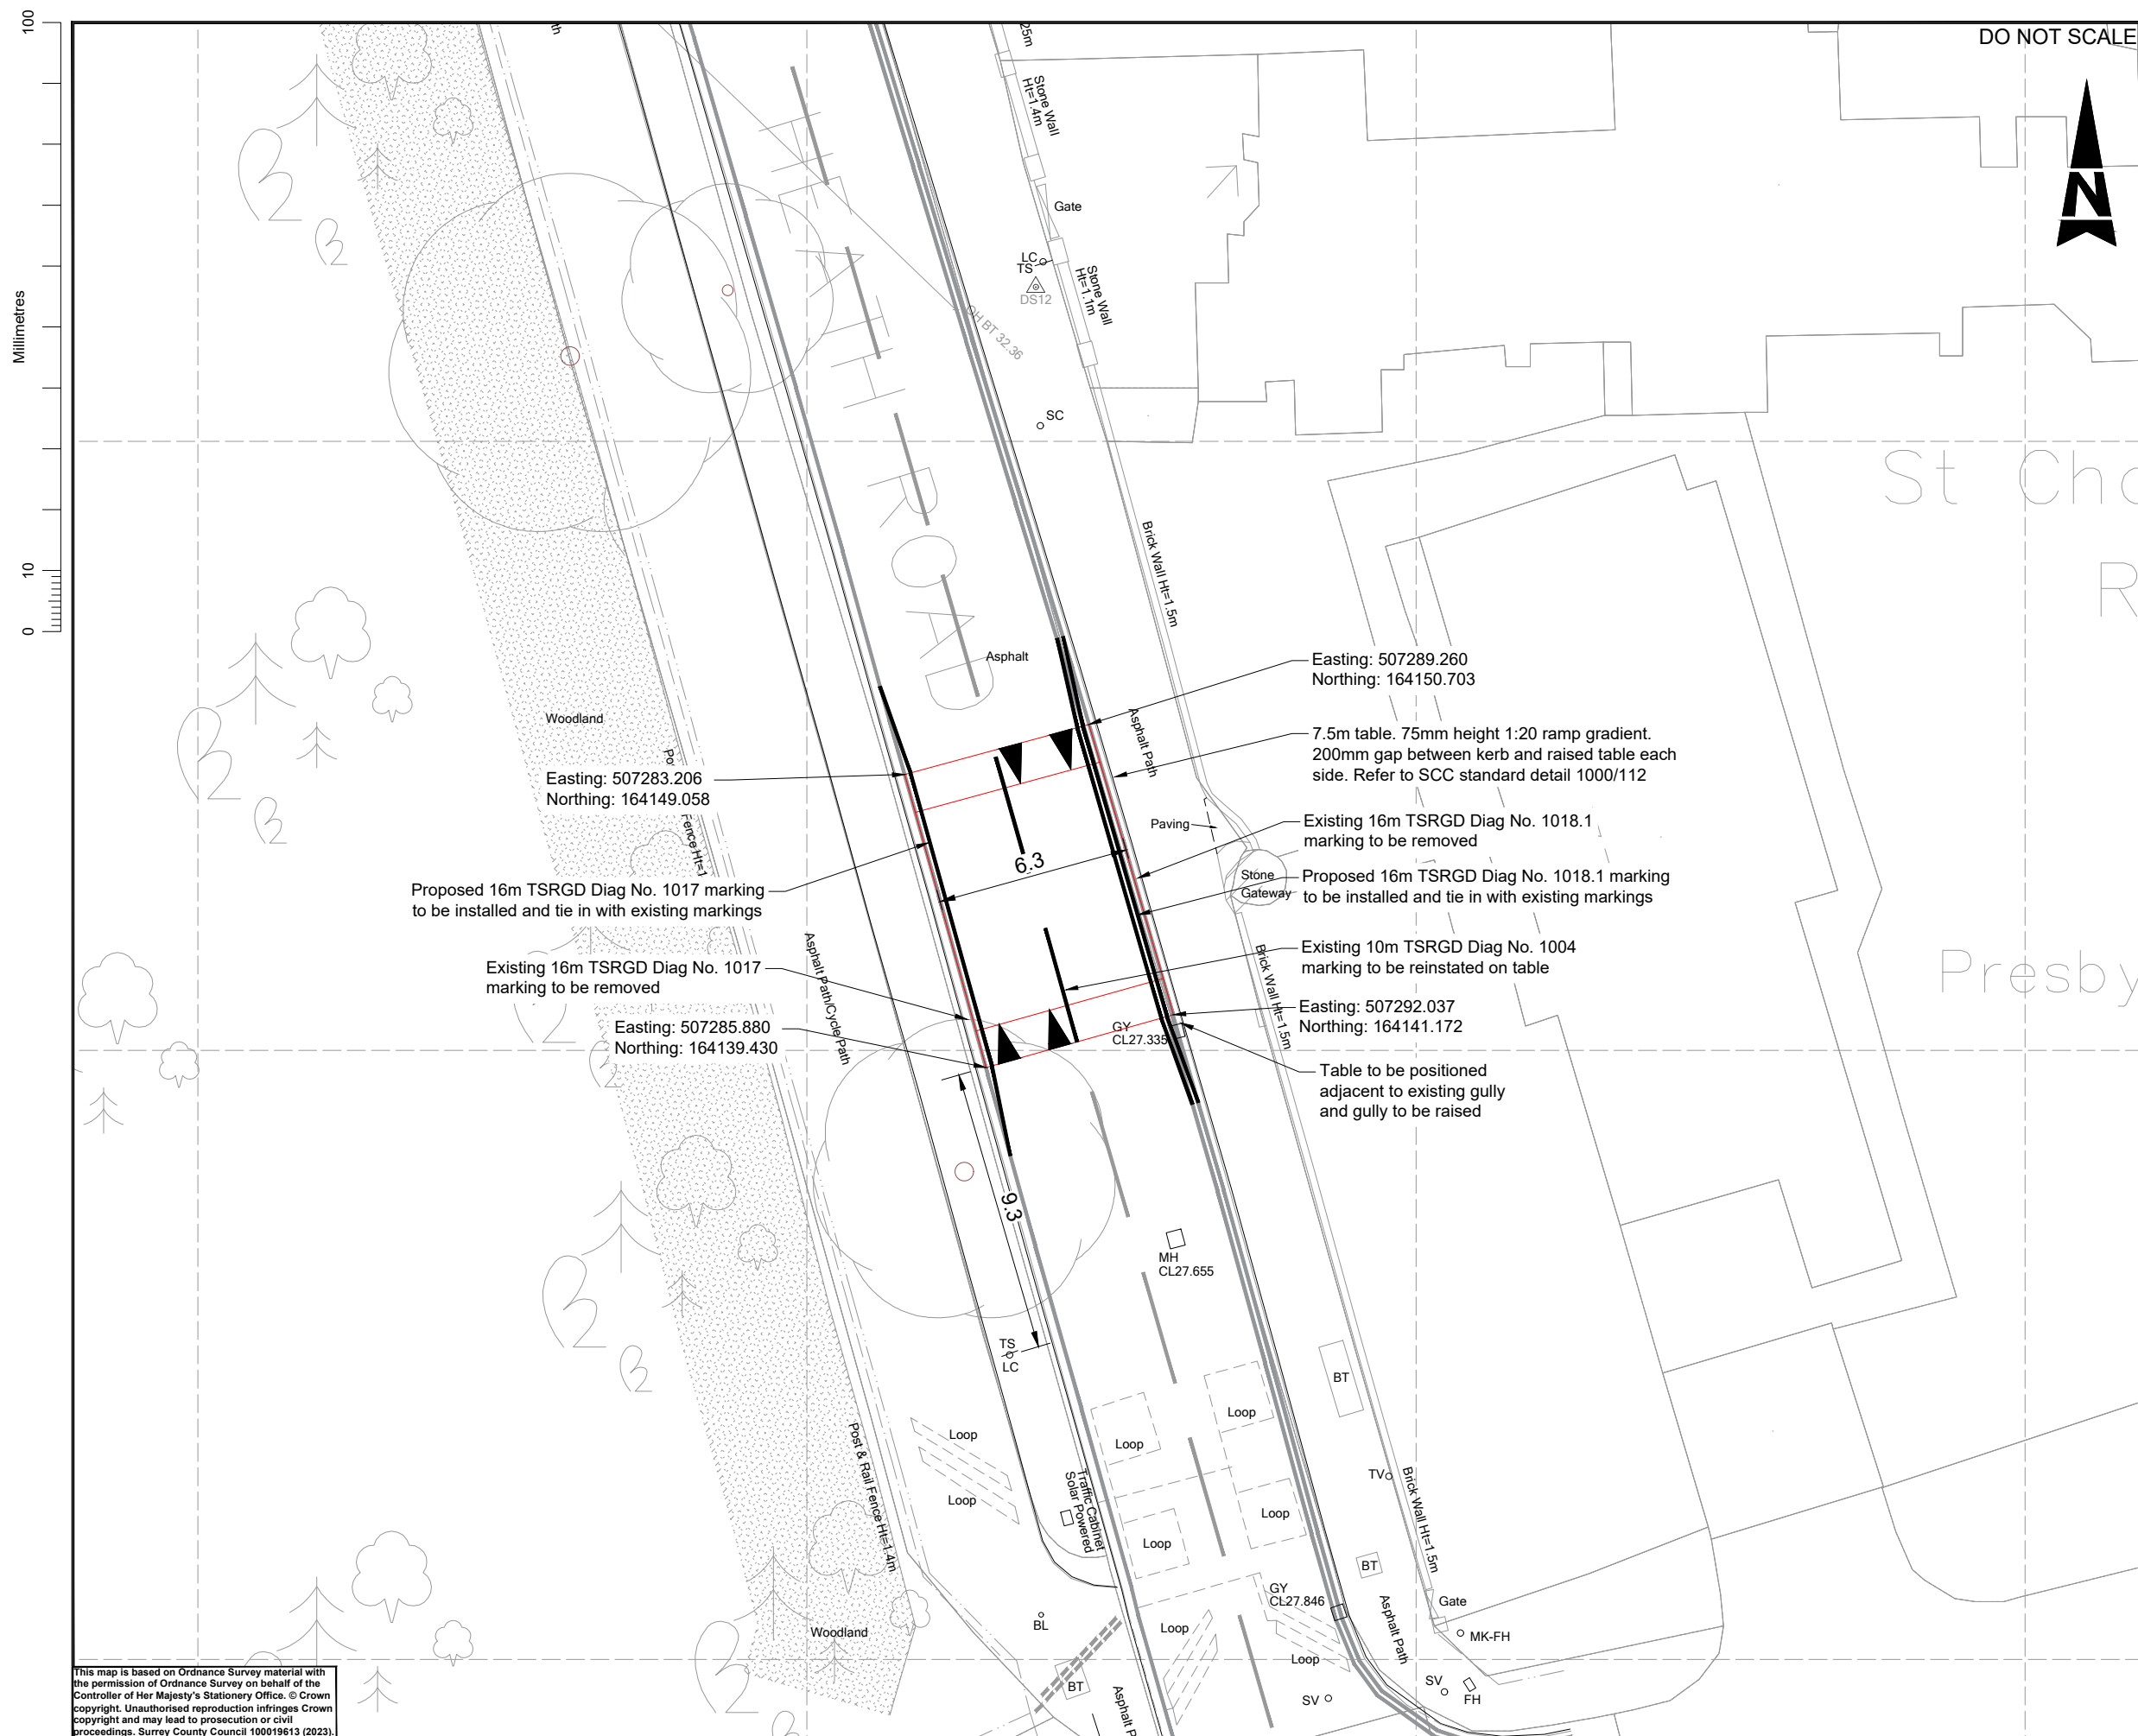 DO NOT SCALE
100
Millimetres
10
0
25m
Stone Wall
Ht=1.4m
Gate
LC
TS
DS12
Stone Wall
Ht=1.1m
OH BT 32.36
SC
ROAD
St Cha
R
Presby
Brick Wall Ht=1.5m
Asphalt
Woodland
Asphalt Path
Easting: 507289.260
Northing: 164150.703
7.5m table. 75mm height 1:20 ramp gradient.
200mm gap between kerb and raised table each
side. Refer to SCC standard detail 1000/112
Easting: 507283.206
Northing: 164149.058
Fence Ht=1
Paving
Existing 16m TSRGD Diag No. 1018.1
marking to be removed
6.3
Stone
Gateway
Proposed 16m TSRGD Diag No. 1017 marking
to be installed and tie in with existing markings
Proposed 16m TSRGD Diag No. 1018.1 marking
to be installed and tie in with existing markings
Asphalt Path/Cycle Path
Brick Wall Ht=1.5m
Existing 10m TSRGD Diag No. 1004
marking to be reinstated on table
Existing 16m TSRGD Diag No. 1017
marking to be removed
Easting: 507292.037
Northing: 164141.172
Easting: 507285.880
Northing: 164139.430
GY
CL27.335
Table to be positioned
adjacent to existing gully
and gully to be raised
9.3
MH
CL27.655
TS
LC
BT
Loop
Loop
Loop
Loop
Loop
Loop
Post & Rail Fence Ht=1.4m
Traffic Cabinet
Solar Powered
TV
Brick Wall Ht=1.5m
BT
GY
CL27.846
Asphalt Path
Gate
MK-FH
BL
Loop
Loop
Woodland
BT
SV
SV
FH
Asphalt P
This map is based on Ordnance Survey material with
the permission of Ordnance Survey on behalf of the
Controller of Her Majesty's Stationery Office. © Crown
copyright. Unauthorised reproduction infringes Crown
copyright and may lead to prosecution or civil
proceedings. Surrey County Council 100019613 (2023).